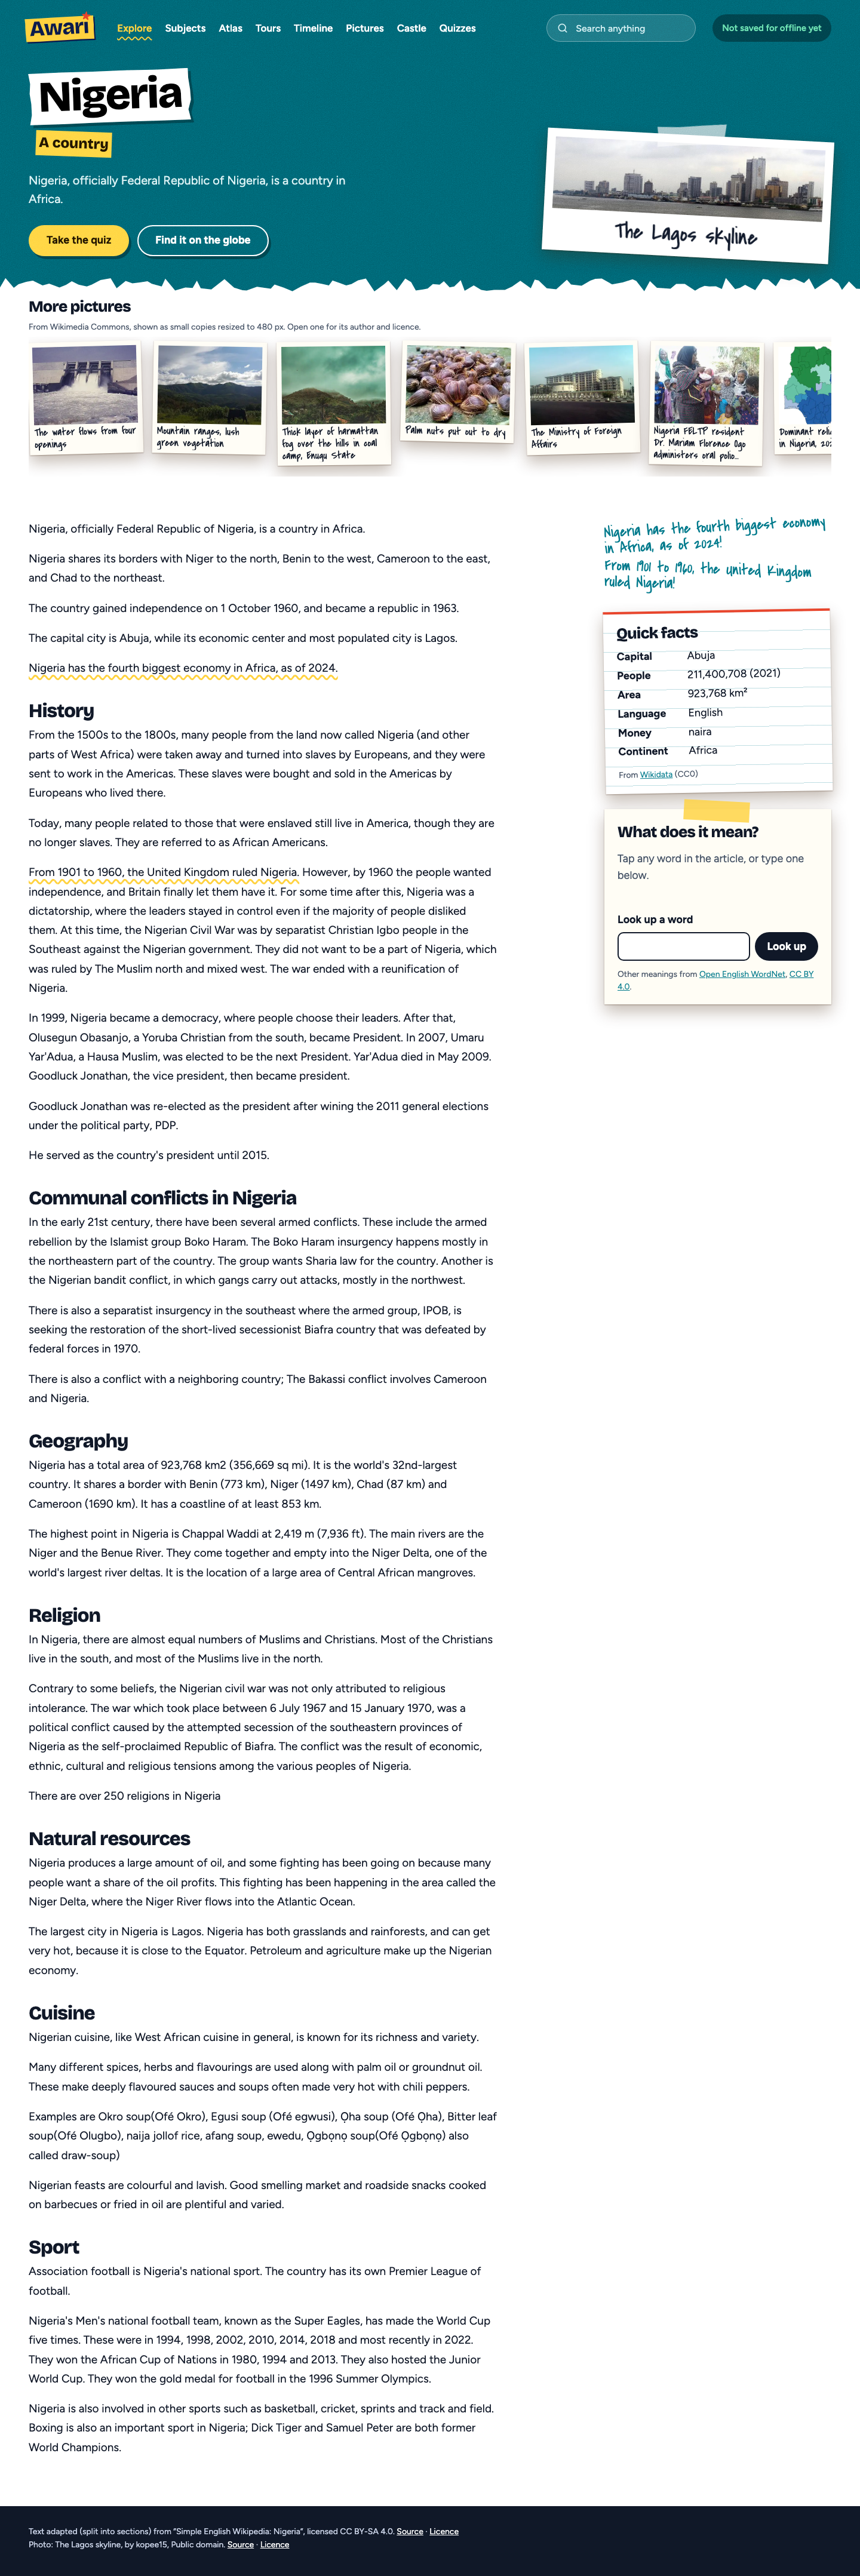 Awari
Explore
Subjects
Atlas
Tours
Timeline
Pictures
Castle
Quizzes
Search anything
Not saved for offline yet
Nigeria
A country
Nigeria, officially Federal Republic of Nigeria, is a country in
Africa.
Take the quiz
Find it on the globe
The Lagos skyline
More pictures
From Wikimedia Commons, shown as small copies resized to 480 px. Open one for its author and licence.
The water flows from four
openings
Mountain ranges, lush
green vegetation
Thick layer of harmattan
fog over the hills in coal
camp, Enugu State
Palm nuts put out to dry
The Ministry of Foreign
Affairs
Nigeria FELTP resident
Dr. Mariam Florence Ogo
administers oral polio…
Dominant
in Nigeria,
Nigeria, officially Federal Republic of Nigeria, is a country in Africa.
Nigeria shares its borders with Niger to the north, Benin to the west, Cameroon to the east,
and Chad to the northeast.
The country gained independence on 1 October 1960, and became a republic in 1963.
The capital city is Abuja, while its economic center and most populated city is Lagos.
Nigeria has the fourth biggest economy in Africa, as of 2024.
History
From the 1500s to the 1800s, many people from the land now called Nigeria (and other
parts of West Africa) were taken away and turned into slaves by Europeans, and they were
sent to work in the Americas. These slaves were bought and sold in the Americas by
Europeans who lived there.
Today, many people related to those that were enslaved still live in America, though they are
no longer slaves. They are referred to as African Americans.
From 1901 to 1960, the United Kingdom ruled Nigeria. However, by 1960 the people wanted
independence, and Britain finally let them have it. For some time after this, Nigeria was a
dictatorship, where the leaders stayed in control even if the majority of people disliked
them. At this time, the Nigerian Civil War was by separatist Christian Igbo people in the
Southeast against the Nigerian government. They did not want to be a part of Nigeria, which
was ruled by The Muslim north and mixed west. The war ended with a reunification of
Nigeria.
In 1999, Nigeria became a democracy, where people choose their leaders. After that,
Olusegun Obasanjo, a Yoruba Christian from the south, became President. In 2007, Umaru
Yar'Adua, a Hausa Muslim, was elected to be the next President. Yar'Adua died in May 2009.
Goodluck Jonathan, the vice president, then became president.
Goodluck Jonathan was re-elected as the president after wining the 2011 general elections
under the political party, PDP.
He served as the country's president until 2015.
Communal conflicts in Nigeria
In the early 21st century, there have been several armed conflicts. These include the armed
rebellion by the Islamist group Boko Haram. The Boko Haram insurgency happens mostly in
the northeastern part of the country. The group wants Sharia law for the country. Another is
the Nigerian bandit conflict, in which gangs carry out attacks, mostly in the northwest.
There is also a separatist insurgency in the southeast where the armed group, IPOB, is
seeking the restoration of the short-lived secessionist Biafra country that was defeated by
federal forces in 1970.
There is also a conflict with a neighboring country; The Bakassi conflict involves Cameroon
and Nigeria.
Geography
Nigeria has a total area of 923,768 km2 (356,669 sq mi). It is the world's 32nd-largest
country. It shares a border with Benin (773 km), Niger (1497 km), Chad (87 km) and
Cameroon (1690 km). It has a coastline of at least 853 km.
The highest point in Nigeria is Chappal Waddi at 2,419 m (7,936 ft). The main rivers are the
Niger and the Benue River. They come together and empty into the Niger Delta, one of the
world's largest river deltas. It is the location of a large area of Central African mangroves.
Religion
In Nigeria, there are almost equal numbers of Muslims and Christians. Most of the Christians
live in the south, and most of the Muslims live in the north.
Contrary to some beliefs, the Nigerian civil war was not only attributed to religious
intolerance. The war which took place between 6 July 1967 and 15 January 1970, was a
political conflict caused by the attempted secession of the southeastern provinces of
Nigeria as the self-proclaimed Republic of Biafra. The conflict was the result of economic,
ethnic, cultural and religious tensions among the various peoples of Nigeria.
There are over 250 religions in Nigeria
Natural resources
Nigeria produces a large amount of oil, and some fighting has been going on because many
people want a share of the oil profits. This fighting has been happening in the area called the
Niger Delta, where the Niger River flows into the Atlantic Ocean.
The largest city in Nigeria is Lagos. Nigeria has both grasslands and rainforests, and can get
very hot, because it is close to the Equator. Petroleum and agriculture make up the Nigerian
economy.
Cuisine
Nigerian cuisine, like West African cuisine in general, is known for its richness and variety.
Many different spices, herbs and flavourings are used along with palm oil or groundnut oil.
These make deeply flavoured sauces and soups often made very hot with chili peppers.
Examples are Okro soup(Ofé Okro), Egusi soup (Ofé egwusi), Ọha soup (Ofé Ọha), Bitter leaf
soup(Ofé Olugbo), naija jollof rice, afang soup, ewedu, Ọgbọnọ soup(Ofé Ọgbọnọ) also
called draw-soup)
Nigerian feasts are colourful and lavish. Good smelling market and roadside snacks cooked
on barbecues or fried in oil are plentiful and varied.
Sport
Association football is Nigeria's national sport. The country has its own Premier League of
football.
Nigeria's Men's national football team, known as the Super Eagles, has made the World Cup
five times. These were in 1994, 1998, 2002, 2010, 2014, 2018 and most recently in 2022.
They won the African Cup of Nations in 1980, 1994 and 2013. They also hosted the Junior
World Cup. They won the gold medal for football in the 1996 Summer Olympics.
Nigeria is also involved in other sports such as basketball, cricket, sprints and track and field.
Boxing is also an important sport in Nigeria; Dick Tiger and Samuel Peter are both former
World Champions.
Nigeria has the fourth biggest economy
in Africa, as of 2024!
From 1901 to 1960, the United Kingdom
ruled Nigeria!
Quick facts
Capital Abuja
People 211,400,708 (2021)
Area 923,768 km²
Language English
Money naira
Continent Africa
From Wikidata (CC0)
What does it mean?
Tap any word in the article, or type one
below.
Look up a word
Look up
Other meanings from Open English WordNet, CC BY
4.0.
Text adapted (split into sections) from "Simple English Wikipedia: Nigeria", licensed CC BY-SA 4.0. Source · Licence
Photo: The Lagos skyline, by kopee15, Public domain. Source · Licence